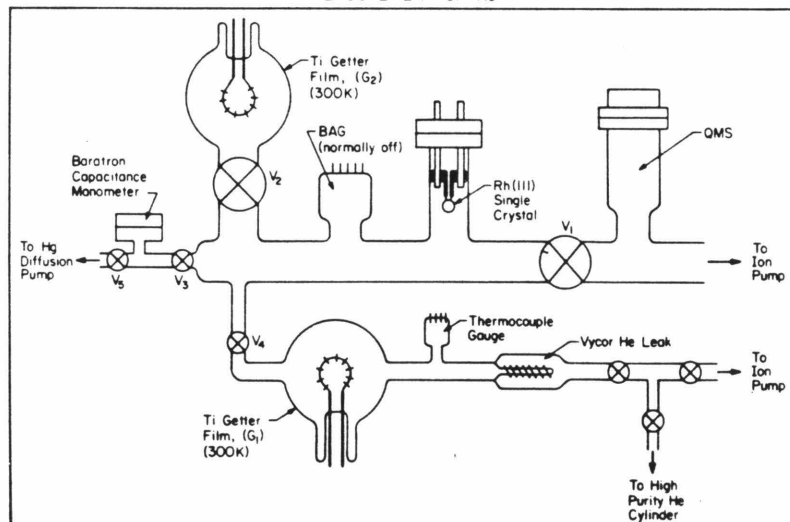 Ti Getter
Film, (G₂)
(300K)
BAG
(normally off)
QMS
Baratron
Capacitance
Manometer
V₂
Rh(III)
Single
Crystal
V₁
To Hg
Diffusion
Pump
V₅
V₃
To
Ion
Pump
V₄
Thermocouple
Gauge
Vycor He Leak
To
Ion
Pump
Ti Getter
Film, (G₁)
(300K)
To High
Purity He
Cylinder